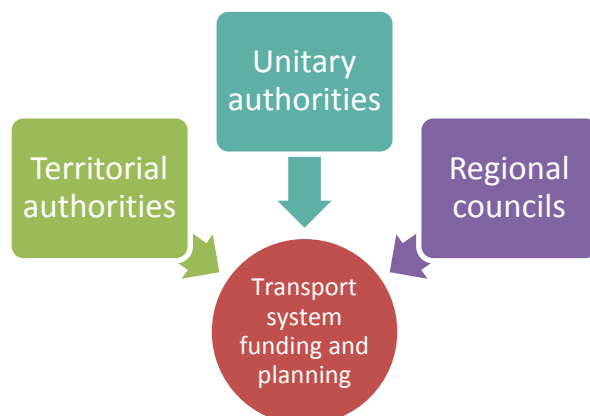 Unitary
authorities
Territorial
authorities
Regional
councils
Transport
system
funding and
planning